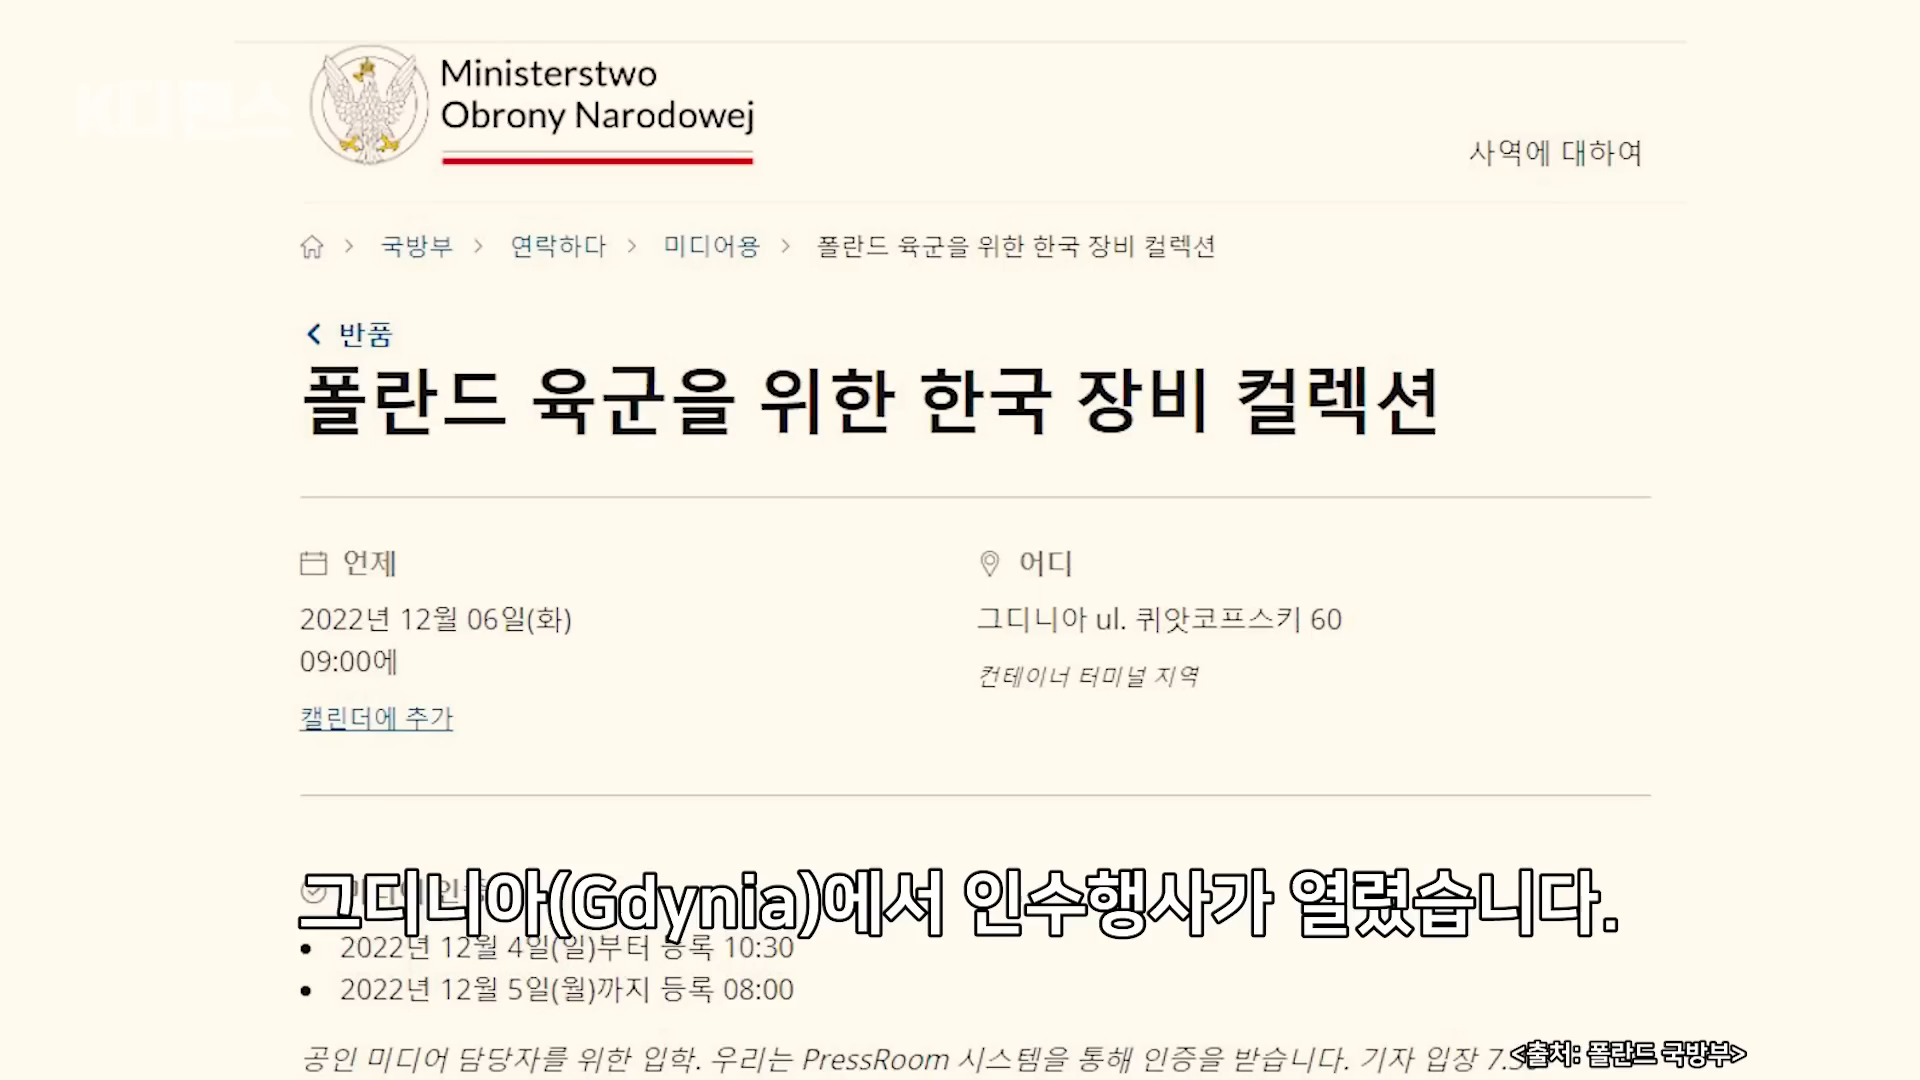 K디펜스
Ministerstwo
Obrony Narodowej
사역에 대하여
국방부 > 연락하다 > 미디어용 > 폴란드 육군을 위한 한국 장비 컬렉션
반품
폴란드 육군을 위한 한국 장비 컬렉션
언제
어디
2022년 12월 06일(화)
그디니아 ul. 퀴앗코프스키 60
09:00에
컨테이너 터미널 지역
캘린더에 추가
그디니아(Gdynia)에서 인수행사가 열렸습니다.
• 2022년 12월 4일(일)부터 등록 10:30
• 2022년 12월 5일(월)까지 등록 08:00
공인 미디어 담당자를 위한 입학. 우리는 PressRoom 시스템을 통해 인증을 받습니다. 기자 입장
<출처: 폴란드 국방부>